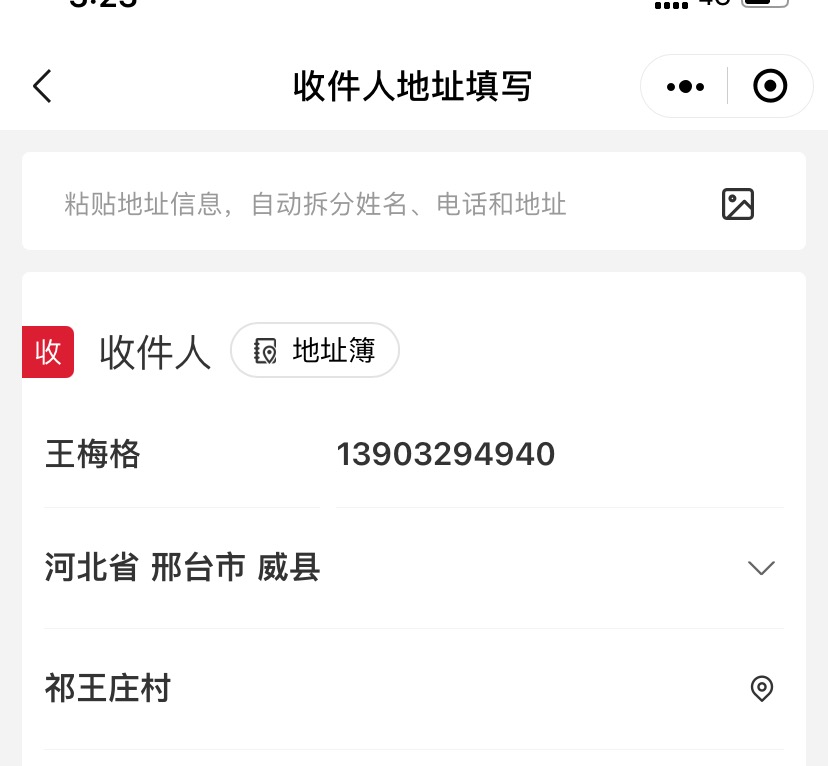 收件人地址填写
粘贴地址信息，自动拆分姓名、电话和地址
收 收件人 地址簿
王梅格 13903294940
河北省 邢台市 威县
祁王庄村